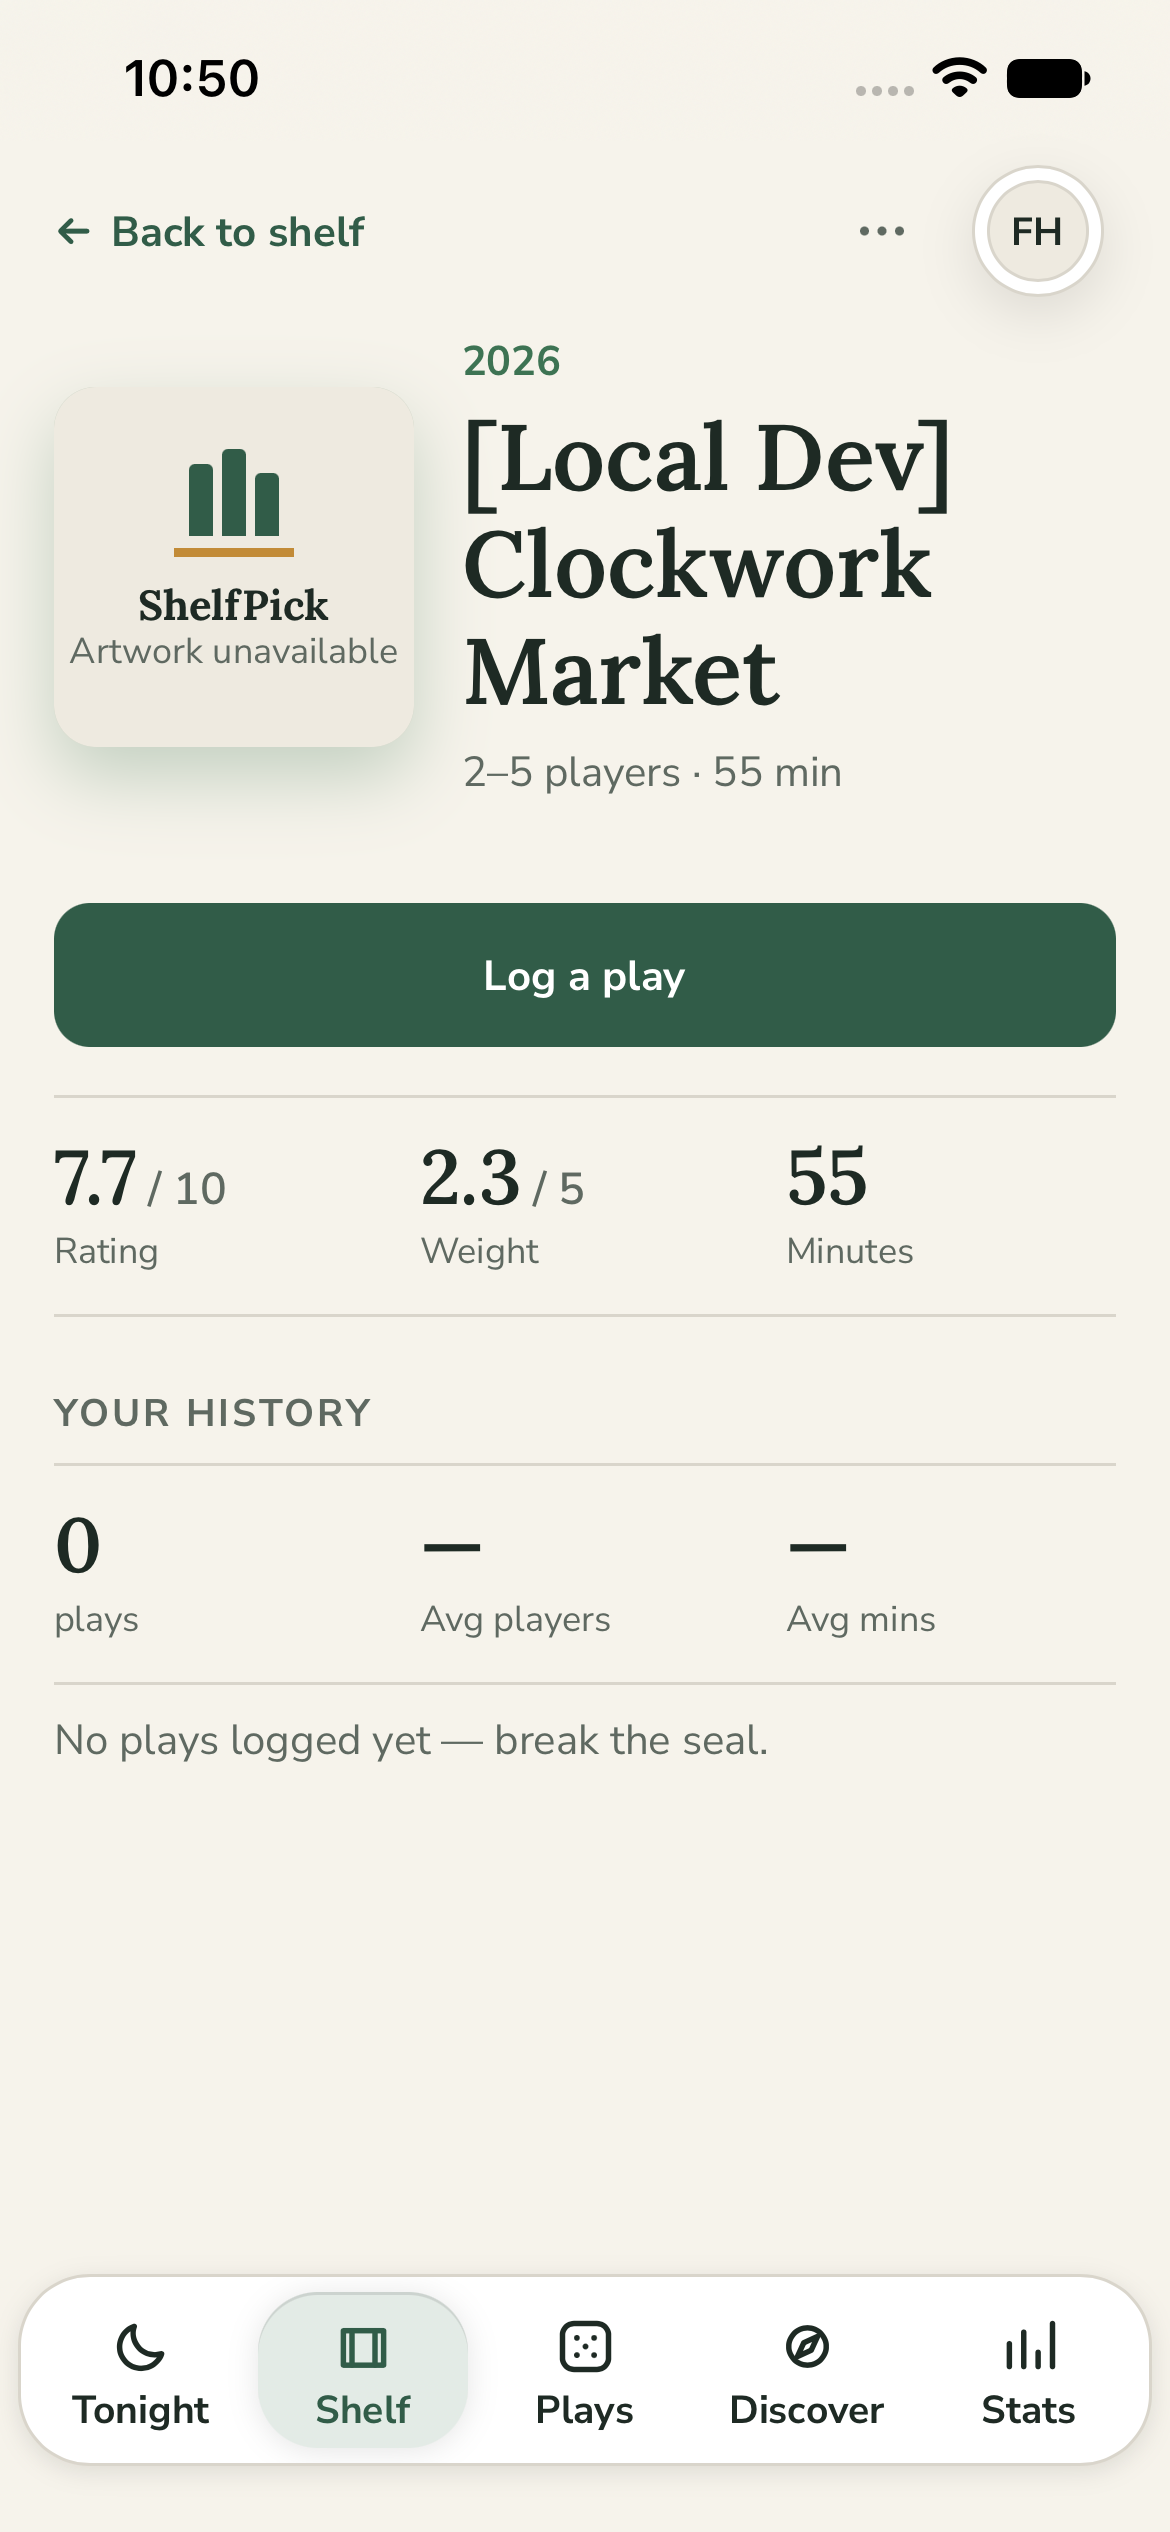 10:50
Back to shelf
FH
2026
[Local Dev]
Clockwork
Market
2–5 players · 55 min
ShelfPick
Artwork unavailable
Log a play
7.7 / 10
Rating
2.3 / 5
Weight
55
Minutes
YOUR HISTORY
0
plays
—
Avg players
—
Avg mins
No plays logged yet — break the seal.
Tonight
Shelf
Plays
Discover
Stats